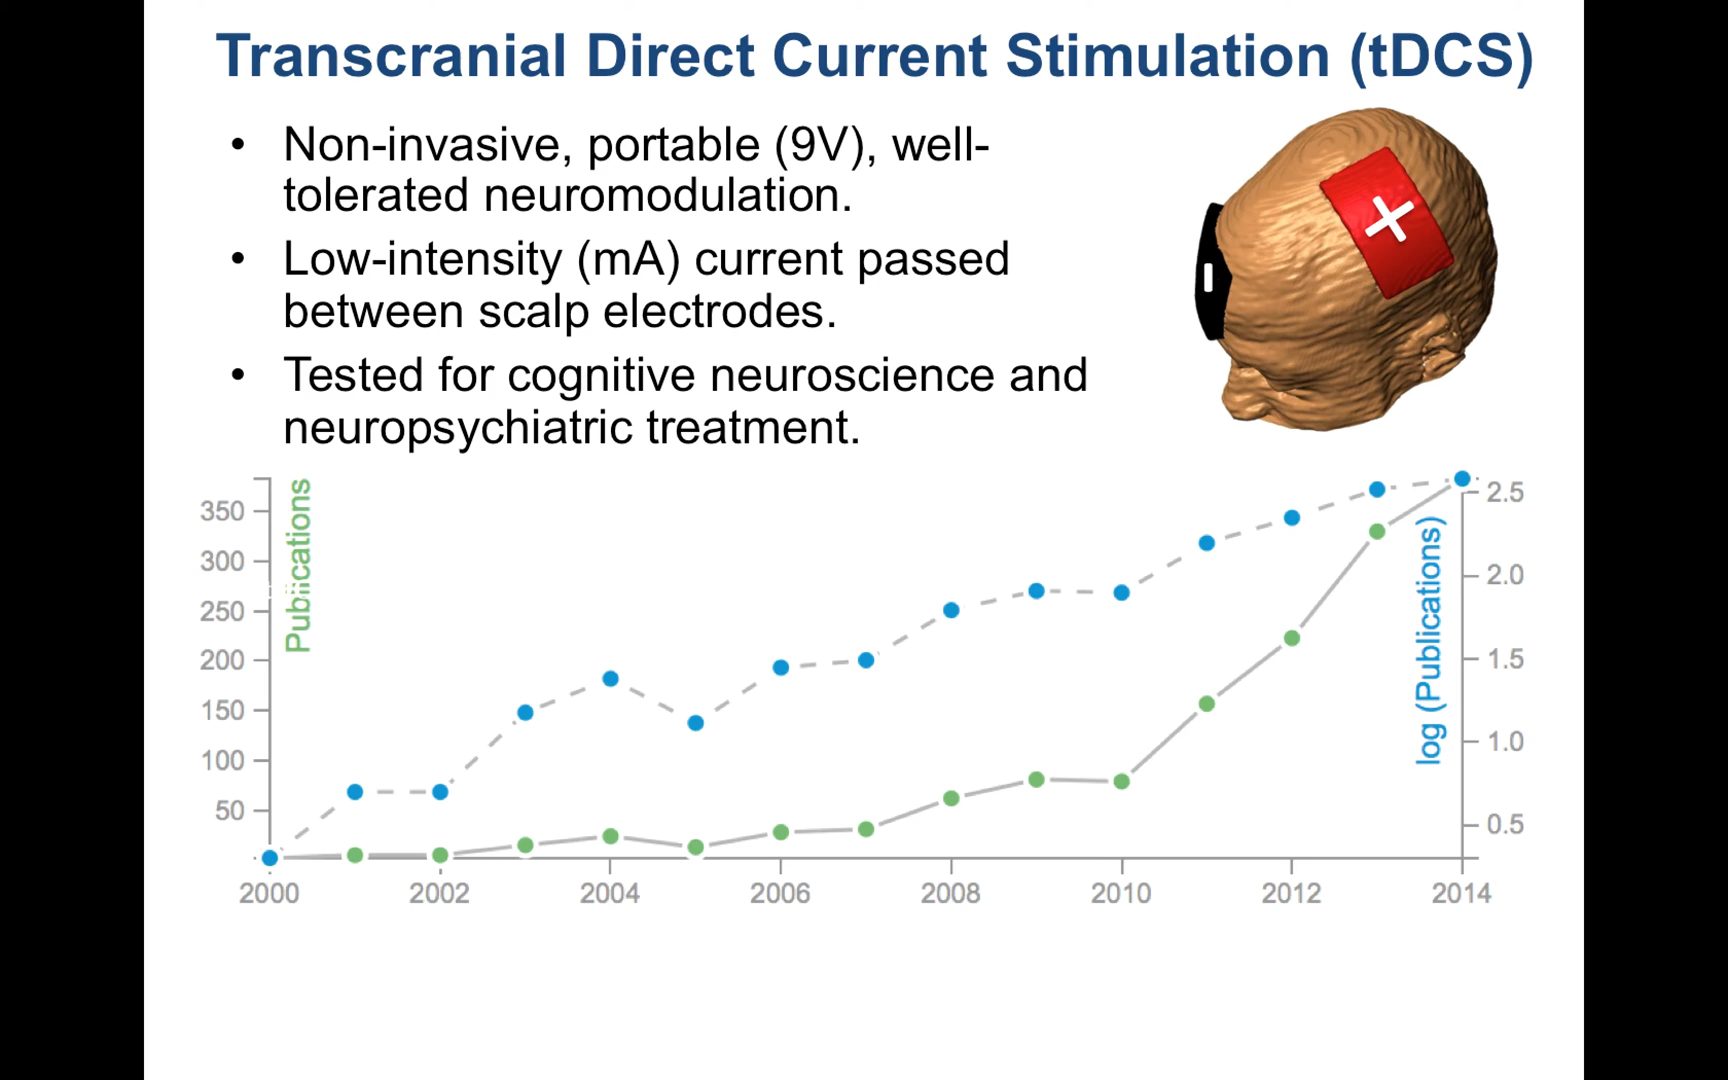 Transcranial Direct Current Stimulation (tDCS)
• Non-invasive, portable (9V), well-
tolerated neuromodulation.
• Low-intensity (mA) current passed
between scalp electrodes.
• Tested for cognitive neuroscience and
neuropsychiatric treatment.
+
-
Publications
350
300
250
200
150
100
50
log (Publications)
2.5
2.0
1.5
1.0
0.5
2000 2002 2004 2006 2008 2010 2012 2014